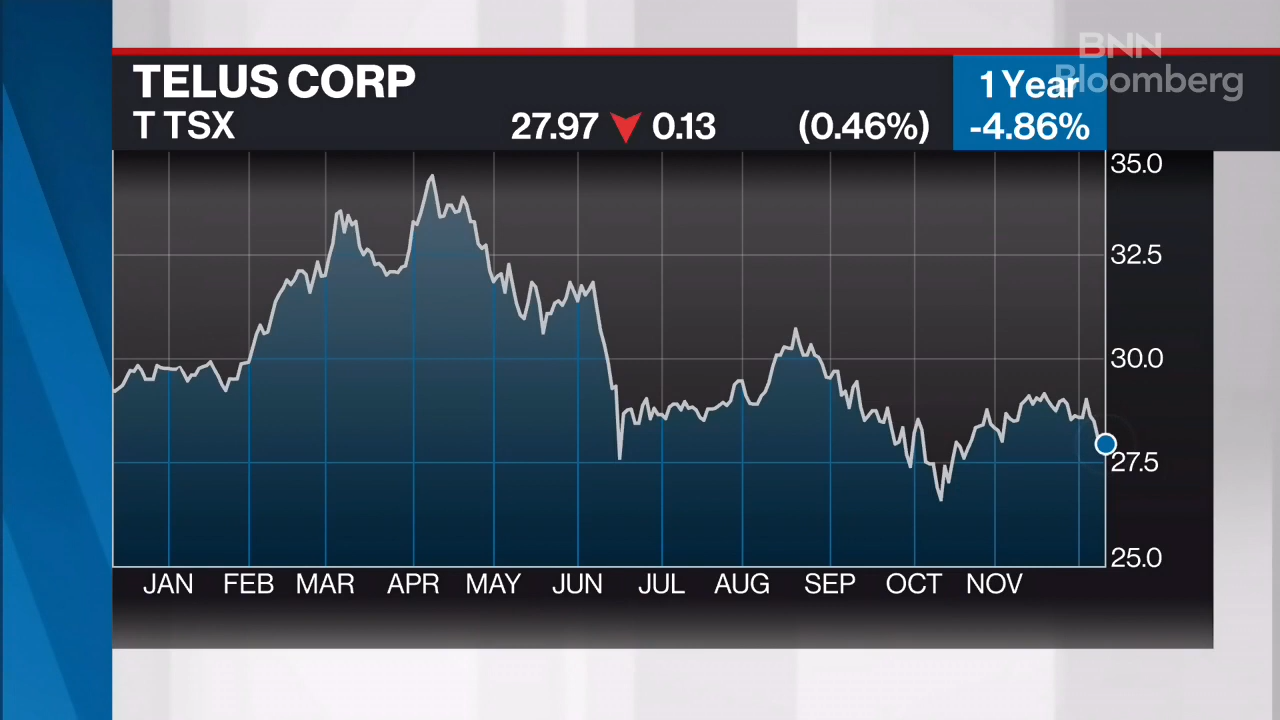 BNN
Bloomberg
TELUS CORP
T TSX 27.97 0.13 (0.46%)
1 Year
-4.86%
35.0
32.5
30.0
27.5
25.0
JAN FEB MAR APR MAY JUN JUL AUG SEP OCT NOV